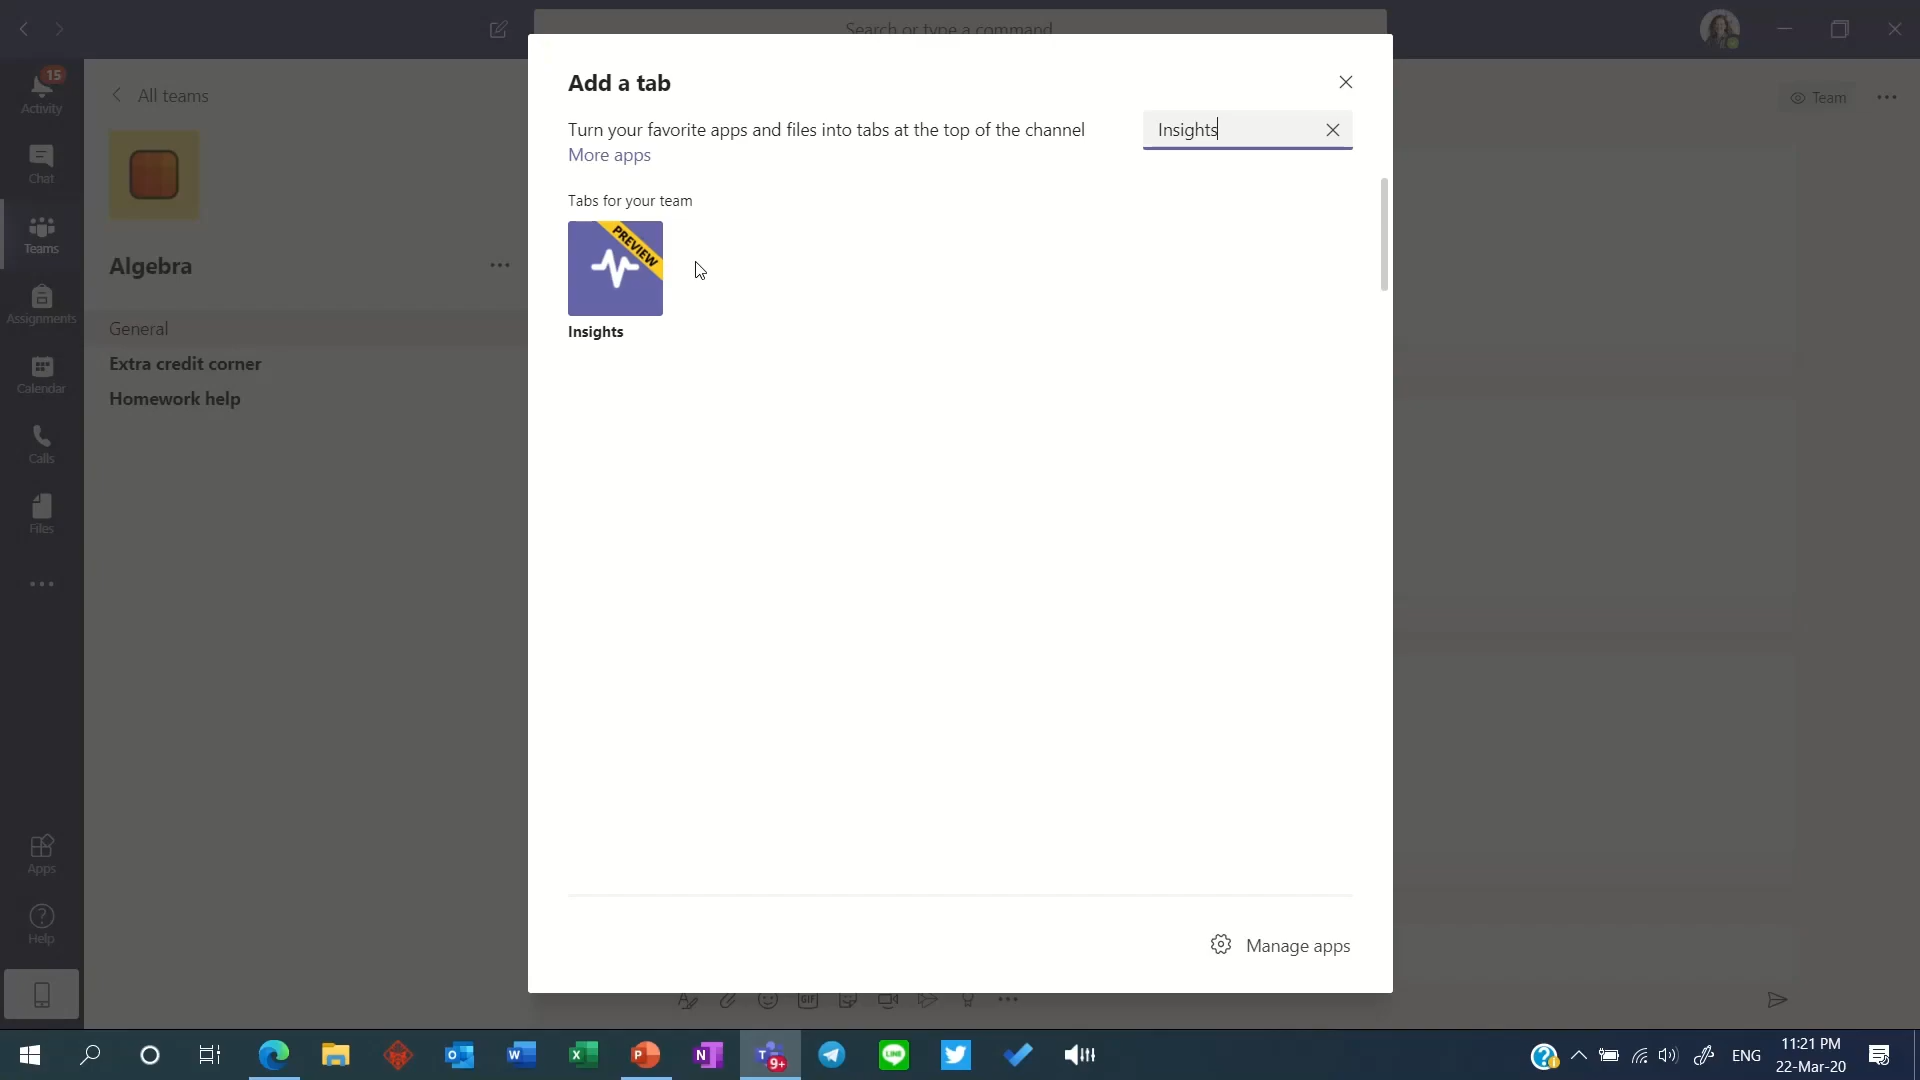 Search or type a command
15
Activity
Chat
Teams
Assignments
Calendar
Calls
Files
Apps
Help
All teams
Algebra
General
Extra credit corner
Homework help
Team
Add a tab
Turn your favorite apps and files into tabs at the top of the channel
More apps
Insights
Tabs for your team
PREVIEW
Insights
Manage apps
GIF
O
W
X
P
N
T
9+
LINE
ENG
11:21 PM
22-Mar-20